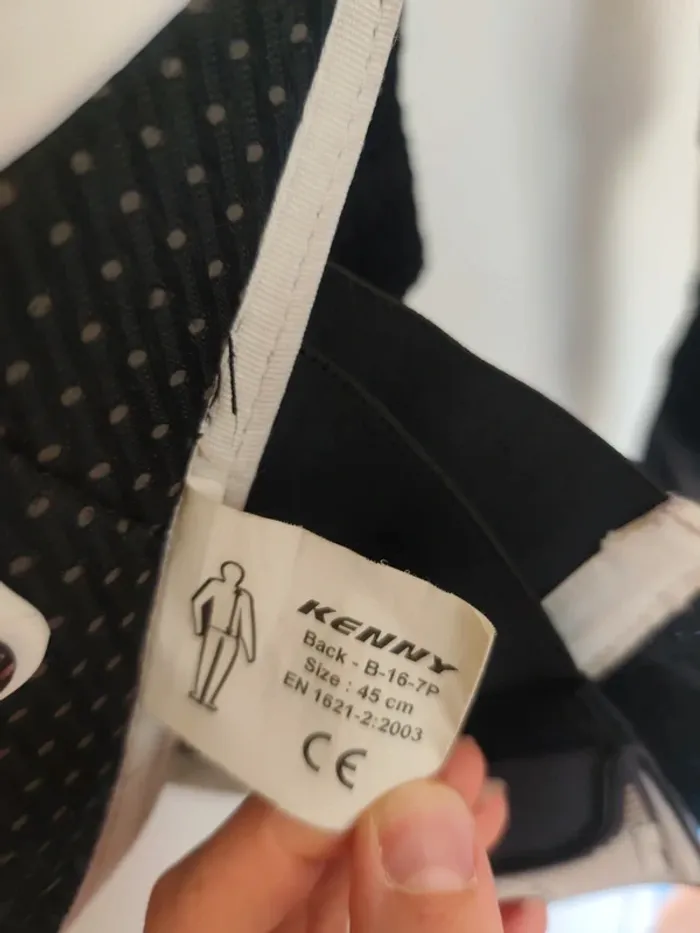 KENNY
Back - B-16-7P
Size : 45 cm
EN 1621-2:2003
CE